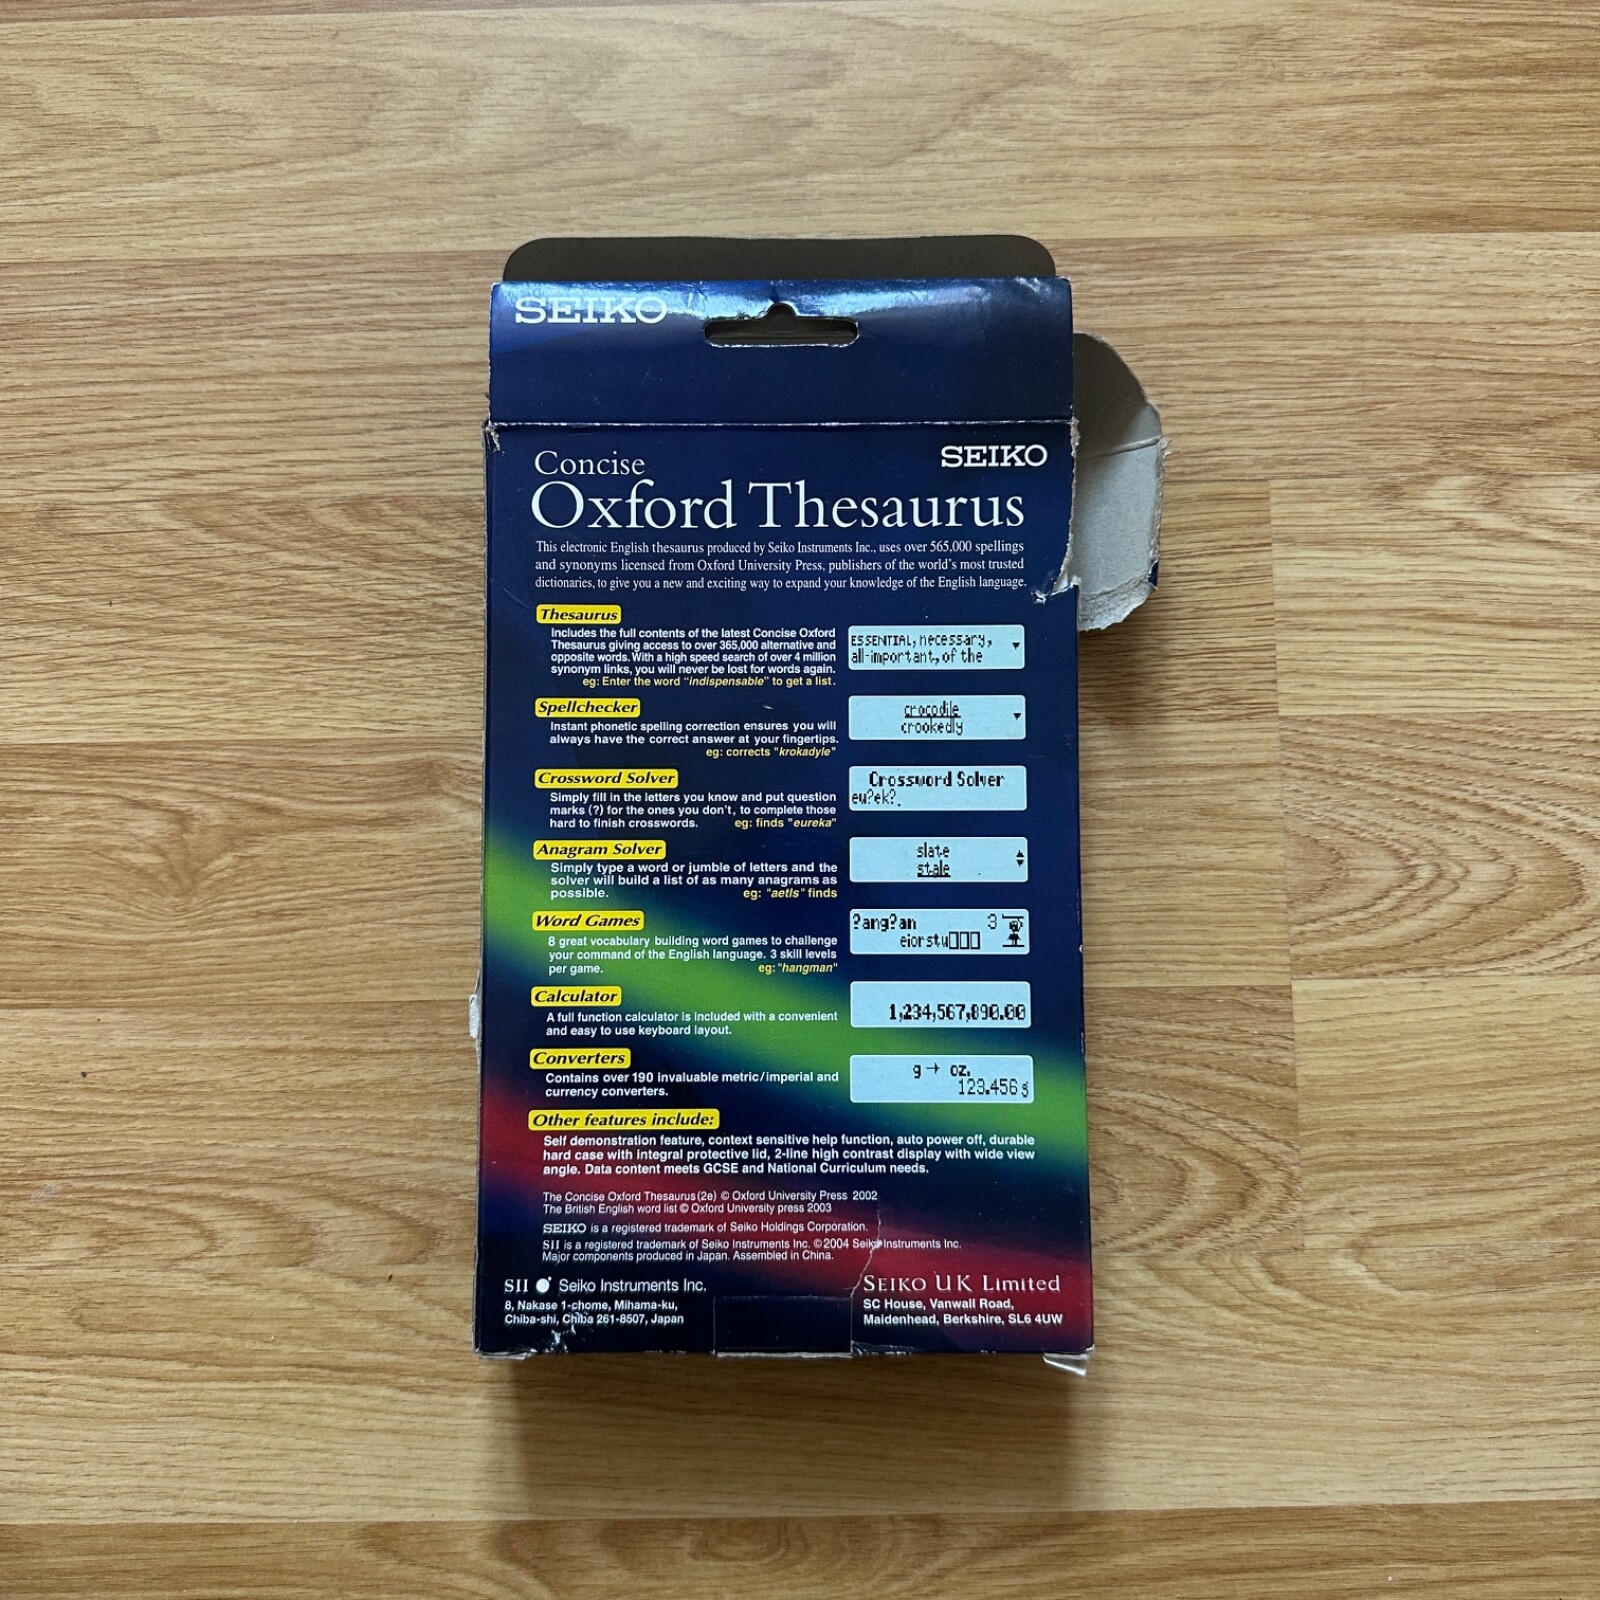 SEIKO
Concise
SEIKO
Oxford Thesaurus
This electronic English thesaurus produced by Seiko Instruments Inc., uses over 565,000 spellings
and synonyms licensed from Oxford University Press, publishers of the world's most trusted
dictionaries, to give you a new and exciting way to expand your knowledge of the English language.
Thesaurus
Includes the full contents of the latest Concise Oxford
Thesaurus giving access to over 365,000 alternative and
opposite words. With a high speed search of over 4 million
synonym links, you will never be lost for words again.
eg: Enter the word "indispensable" to get a list.
ESSENTIAL, necessary,
all-important, of the
Spellchecker
Instant phonetic spelling correction ensures you will
always have the correct answer at your fingertips.
eg: corrects "krokadyle"
crocodile
crookedly
Crossword Solver
Simply fill in the letters you know and put question
marks (?) for the ones you don't, to complete those
hard to finish crosswords. eg: finds "eureka"
Crossword Solver
eu?ek?
Anagram Solver
Simply type a word or jumble of letters and the
solver will build a list of as many anagrams as
possible. eg: "aetls" finds
slate
stale
Word Games
8 great vocabulary building word games to challenge
your command of the English language. 3 skill levels
per game. eg: "hangman"
?ang?an 3
eiorstu
Calculator
A full function calculator is included with a convenient
and easy to use keyboard layout.
1,234,567,890.00
Converters
Contains over 190 invaluable metric/imperial and
currency converters.
g → oz.
123.456 g
Other features include:
Self demonstration feature, context sensitive help function, auto power off, durable
hard case with integral protective lid, 2-line high contrast display with wide view
angle. Data content meets GCSE and National Curriculum needs.
The Concise Oxford Thesaurus (2e) © Oxford University Press 2002
The British English word list © Oxford University press 2003
SEIKO is a registered trademark of Seiko Holdings Corporation.
SII is a registered trademark of Seiko Instruments Inc. ©2004 Seiko Instruments Inc.
Major components produced in Japan. Assembled in China.
SII Seiko Instruments Inc.
8, Nakase 1-chome, Mihama-ku,
Chiba-shi, Chiba 261-8507, Japan
SEIKO UK Limited
SC House, Vanwall Road,
Maidenhead, Berkshire, SL6 4UW